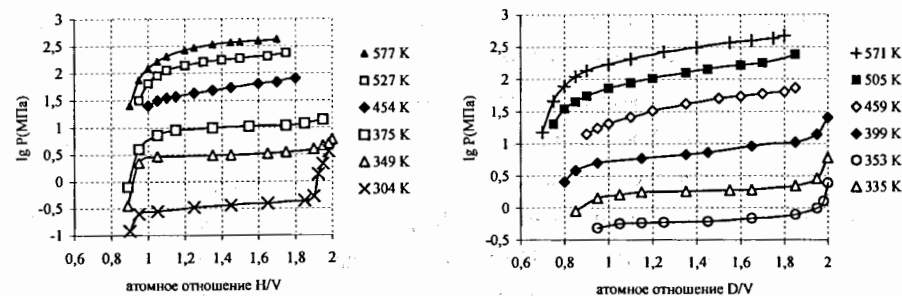 lg P(МПа)
3
2,5
2
1,5
1
0,5
0
-0,5
-1
0,6
0,8
1
1,2
1,4
1,6
1,8
2
атомное отношение H/V
577 K
527 K
454 K
375 K
349 K
304 K
lg P(МПа)
3
2,5
2
1,5
1
0,5
0
-0,5
0,6
0,8
1
1,2
1,4
1,6
1,8
2
атомное отношение D/V
571 K
505 K
459 K
399 K
353 K
335 K